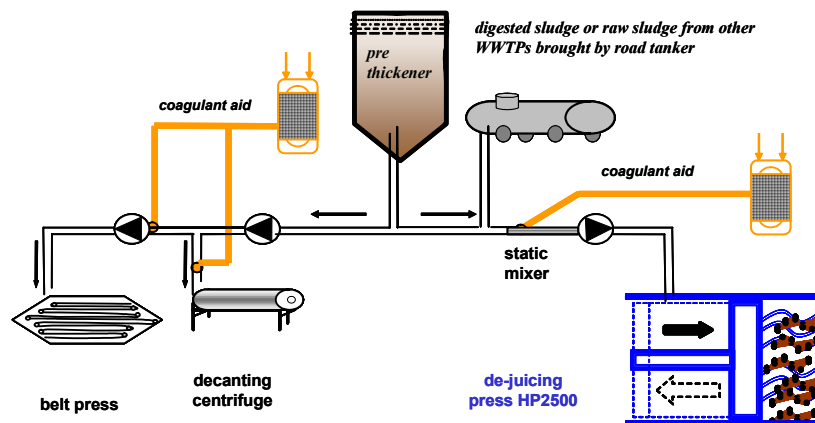 digested sludge or raw sludge from other
WWTPs brought by road tanker
pre
thickener
coagulant aid
coagulant aid
static
mixer
belt press
decanting
centrifuge
de-juicing
press HP2500